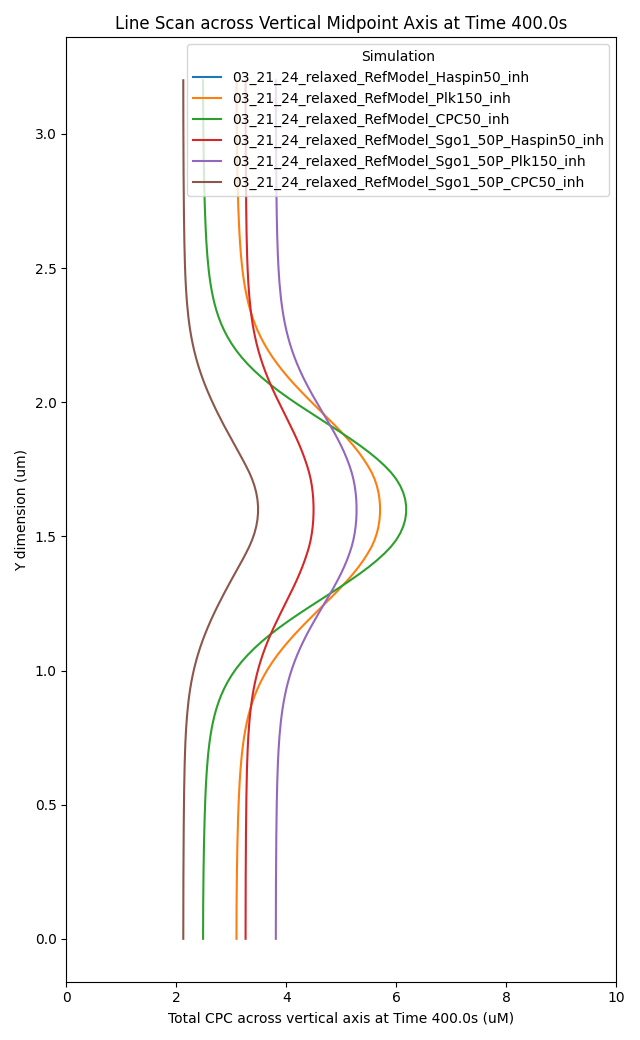 Line Scan across Vertical Midpoint Axis at Time 400.0s
Simulation
03_21_24_relaxed_RefModel_Haspin50_inh
03_21_24_relaxed_RefModel_Plk150_inh
03_21_24_relaxed_RefModel_CPC50_inh
03_21_24_relaxed_RefModel_Sgo1_50P_Haspin50_inh
03_21_24_relaxed_RefModel_Sgo1_50P_Plk150_inh
03_21_24_relaxed_RefModel_Sgo1_50P_CPC50_inh
Y dimension (um)
3.0
2.5
2.0
1.5
1.0
0.5
0.0
0 2 4 6 8 10
Total CPC across vertical axis at Time 400.0s (uM)